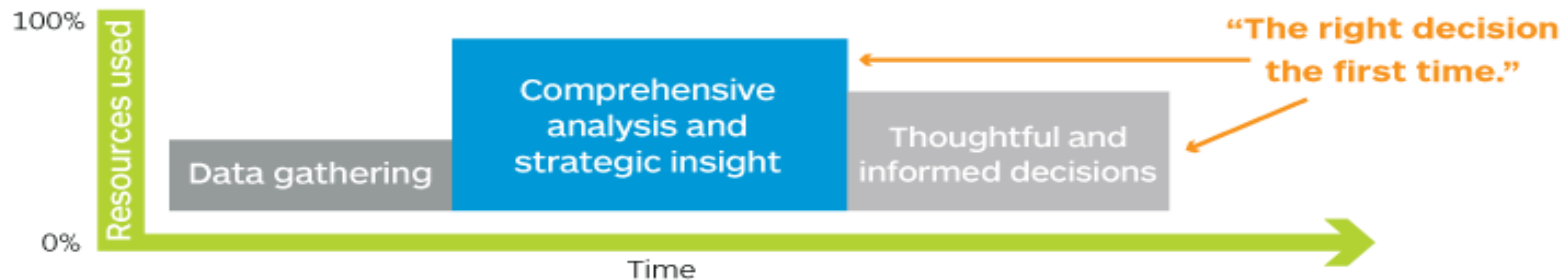 100%
Resources used
0%
Data gathering
Comprehensive
analysis and
strategic insight
Thoughtful and
informed decisions
“The right decision
the first time.”
Time